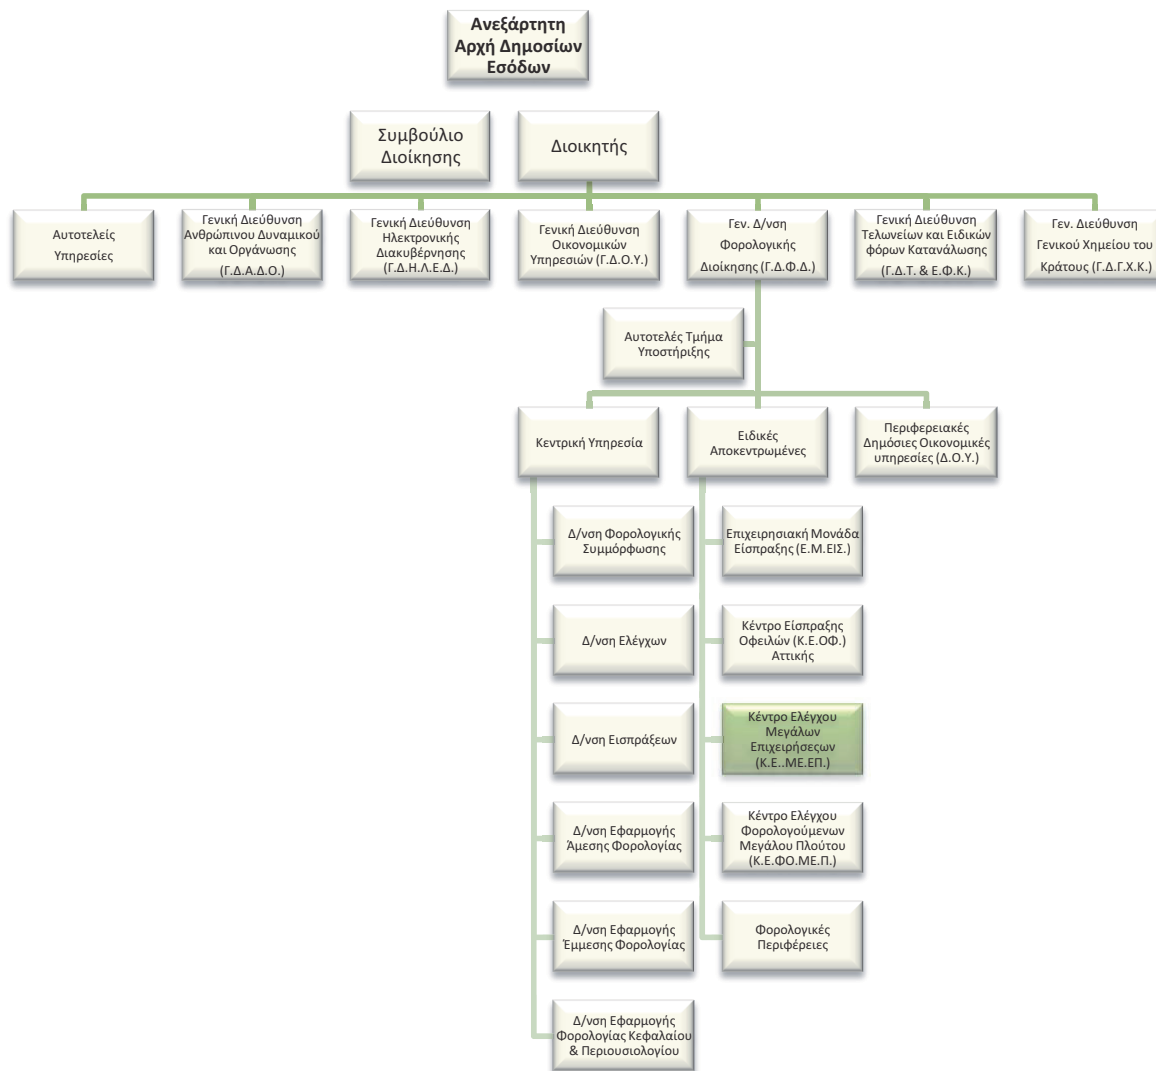 Ανεξάρτητη
Αρχή Δημοσίων
Εσόδων
Συμβούλιο
Διοίκησης
Διοικητής
Αυτοτελείς
Υπηρεσίες
Γενική Διεύθυνση
Ανθρώπινου Δυναμικού
και Οργάνωσης
(Γ.Δ.Α.Δ.Ο.)
Γενική Διεύθυνση
Ηλεκτρονικής
Διακυβέρνησης
(Γ.Δ.Η.Λ.Ε.Δ.)
Γενική Διεύθυνση
Οικονομικών
Υπηρεσιών (Γ.Δ.Ο.Υ.)
Γεν. Δ/νση
Φορολογικής
Διοίκησης (Γ.Δ.Φ.Δ.)
Γενική Διεύθυνση
Τελωνείων και Ειδικών
φόρων Κατανάλωσης
(Γ.Δ.Τ. & Ε.Φ.Κ.)
Γεν. Διεύθυνση
Γενικού Χημείου του
Κράτους (Γ.Δ.Γ.Χ.Κ.)
Αυτοτελές Τμήμα
Υποστήριξης
Κεντρική Υπηρεσία
Ειδικές
Αποκεντρωμένες
Περιφερειακές
Δημόσιες Οικονομικές
υπηρεσίες (Δ.Ο.Υ.)
Δ/νση Φορολογικής
Συμμόρφωσης
Δ/νση Ελέγχων
Δ/νση Εισπράξεων
Δ/νση Εφαρμογής
Άμεσης Φορολογίας
Δ/νση Εφαρμογής
Έμμεσης Φορολογίας
Δ/νση Εφαρμογής
Φορολογίας Κεφαλαίου
& Περιουσιολογίου
Επιχειρησιακή Μονάδα
Είσπραξης (Ε.Μ.ΕΙΣ.)
Κέντρο Είσπραξης
Οφειλών (Κ.Ε.ΟΦ.)
Αττικής
Κέντρο Ελέγχου
Μεγάλων
Επιχειρήσεςων
(Κ.Ε..ΜΕ.ΕΠ.)
Κέντρο Ελέγχου
Φορολογούμενων
Μεγάλου Πλούτου
(Κ.Ε.ΦΟ.ΜΕ.Π.)
Φορολογικές
Περιφέρειες